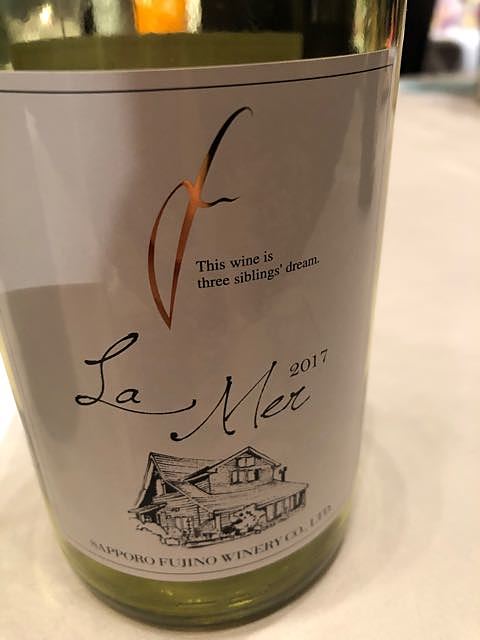 This wine is
three siblings' dream.
La Mer 2017
SAPPORO FUJINO WINERY CO., LTD.